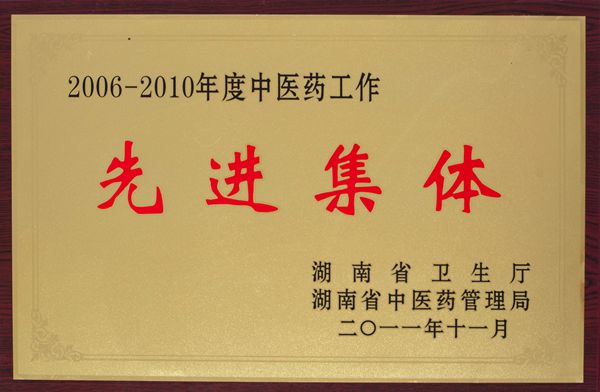 2006-2010年度中医药工作
先进集体
湖南省卫生厅
湖南省中医药管理局
二〇一一年十一月